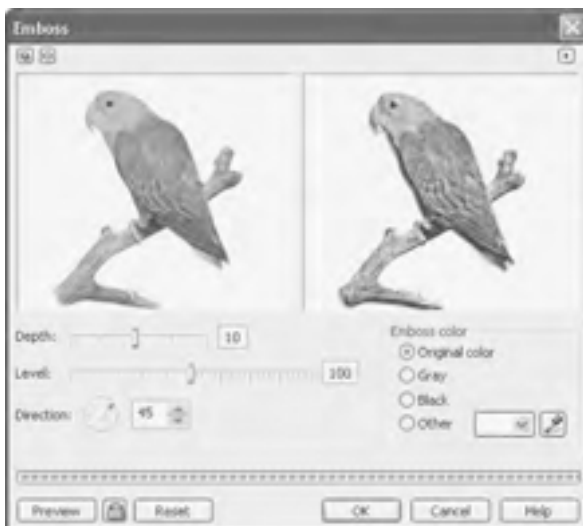 Emboss
Depth: 10
Level: 100
Direction: 45
Emboss color
Original color
Gray
Black
Other
Preview Reset OK Cancel Help